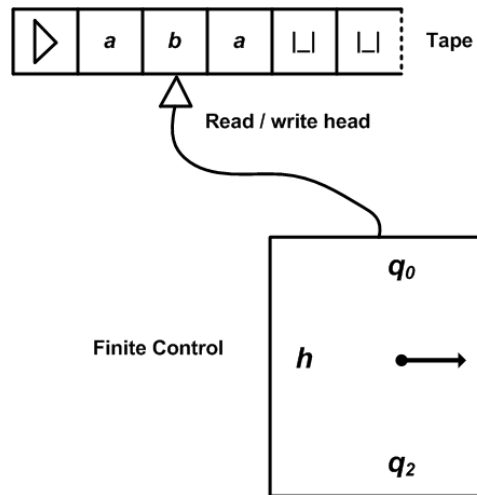 a b a |_| |_| Tape
Read / write head
q0
Finite Control h
q2